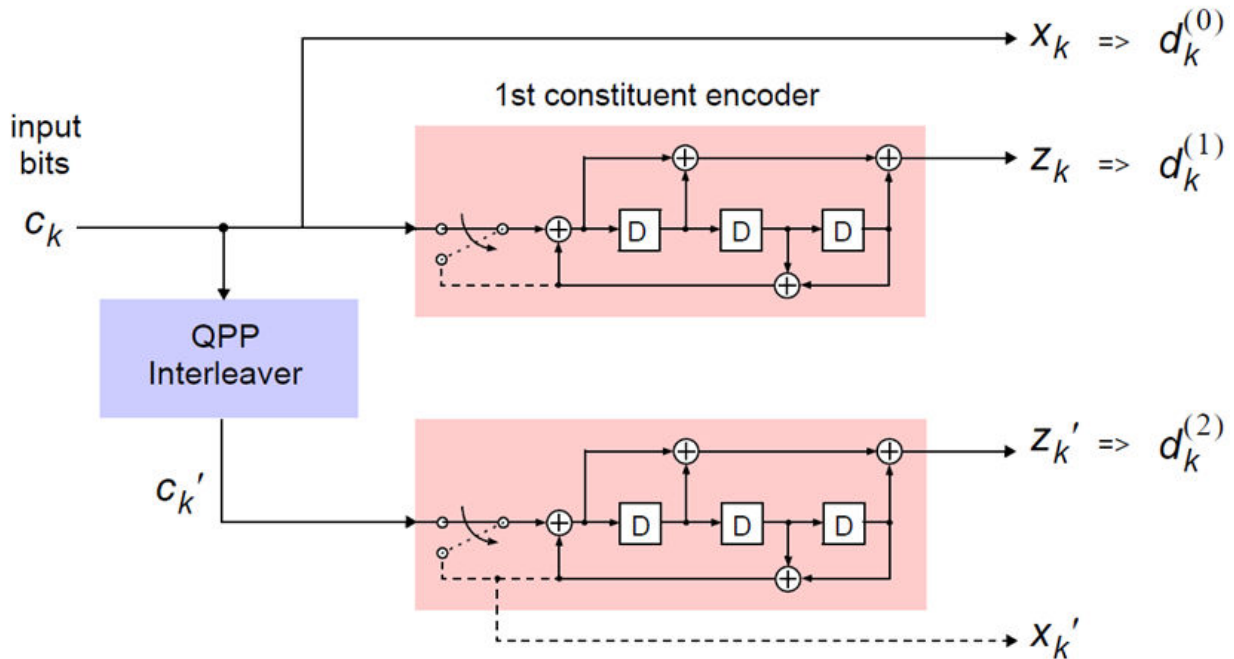 x_k => d_k^(0)
1st constituent encoder
input
bits
z_k => d_k^(1)
c_k
D D D
QPP
Interleaver
z_k' => d_k^(2)
c_k'
D D D
x_k'